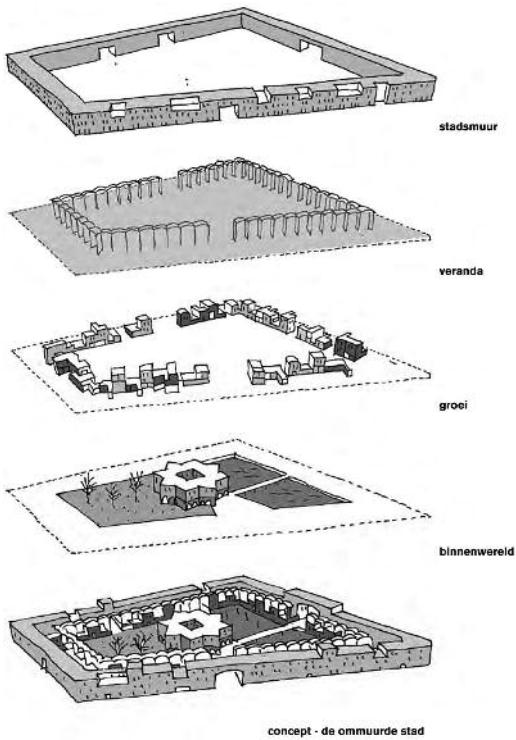 stadsmuur
veranda
groei
binnenwereld
concept - de ommuurde stad